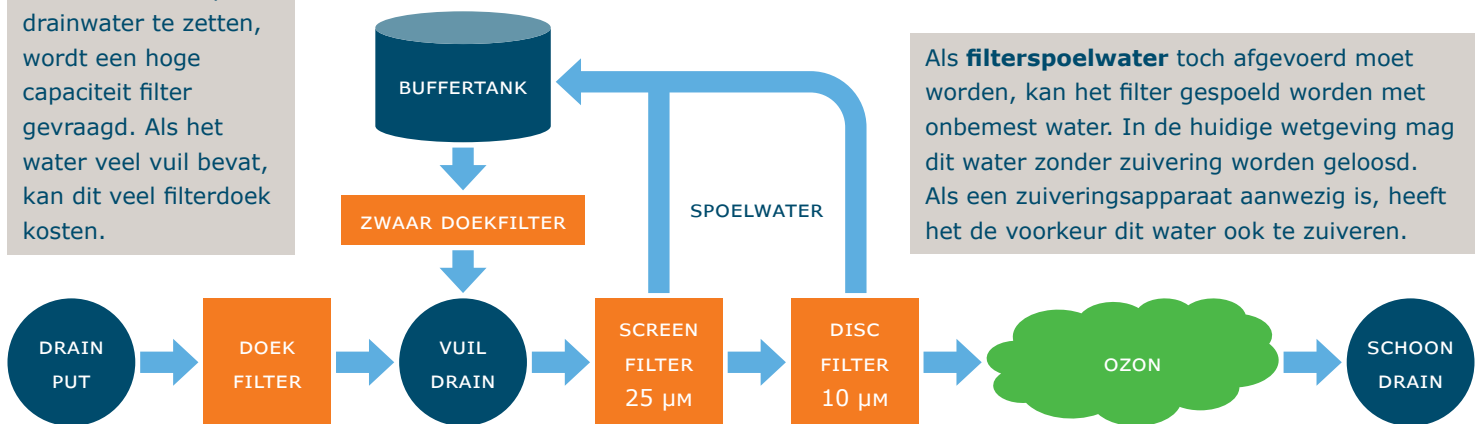 drainwater te zetten,
wordt een hoge
capaciteit filter
gevraagd. Als het
water veel vuil bevat,
kan dit veel filterdoek
kosten.
BUFFERTANK
ZWAAR DOEKFILTER
SPOELWATER
Als filterspoelwater toch afgevoerd moet
worden, kan het filter gespoeld worden met
onbemest water. In de huidige wetgeving mag
dit water zonder zuivering worden geloosd.
Als een zuiveringsapparaat aanwezig is, heeft
het de voorkeur dit water ook te zuiveren.
DRAIN
PUT
DOEK
FILTER
VUIL
DRAIN
SCREEN
FILTER
25 µM
DISC
FILTER
10 µM
OZON
SCHOON
DRAIN